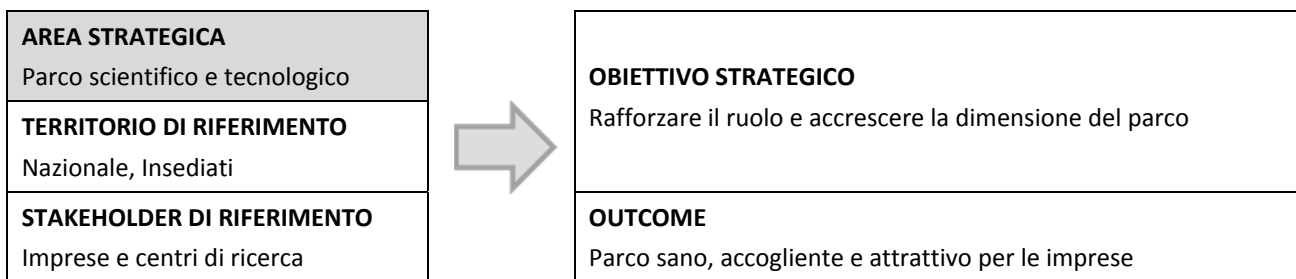 AREA STRATEGICA
Parco scientifico e tecnologico
TERRITORIO DI RIFERIMENTO
Nazionale, Insediati
STAKEHOLDER DI RIFERIMENTO
Imprese e centri di ricerca
OBIETTIVO STRATEGICO
Rafforzare il ruolo e accrescere la dimensione del parco
OUTCOME
Parco sano, accogliente e attrattivo per le imprese